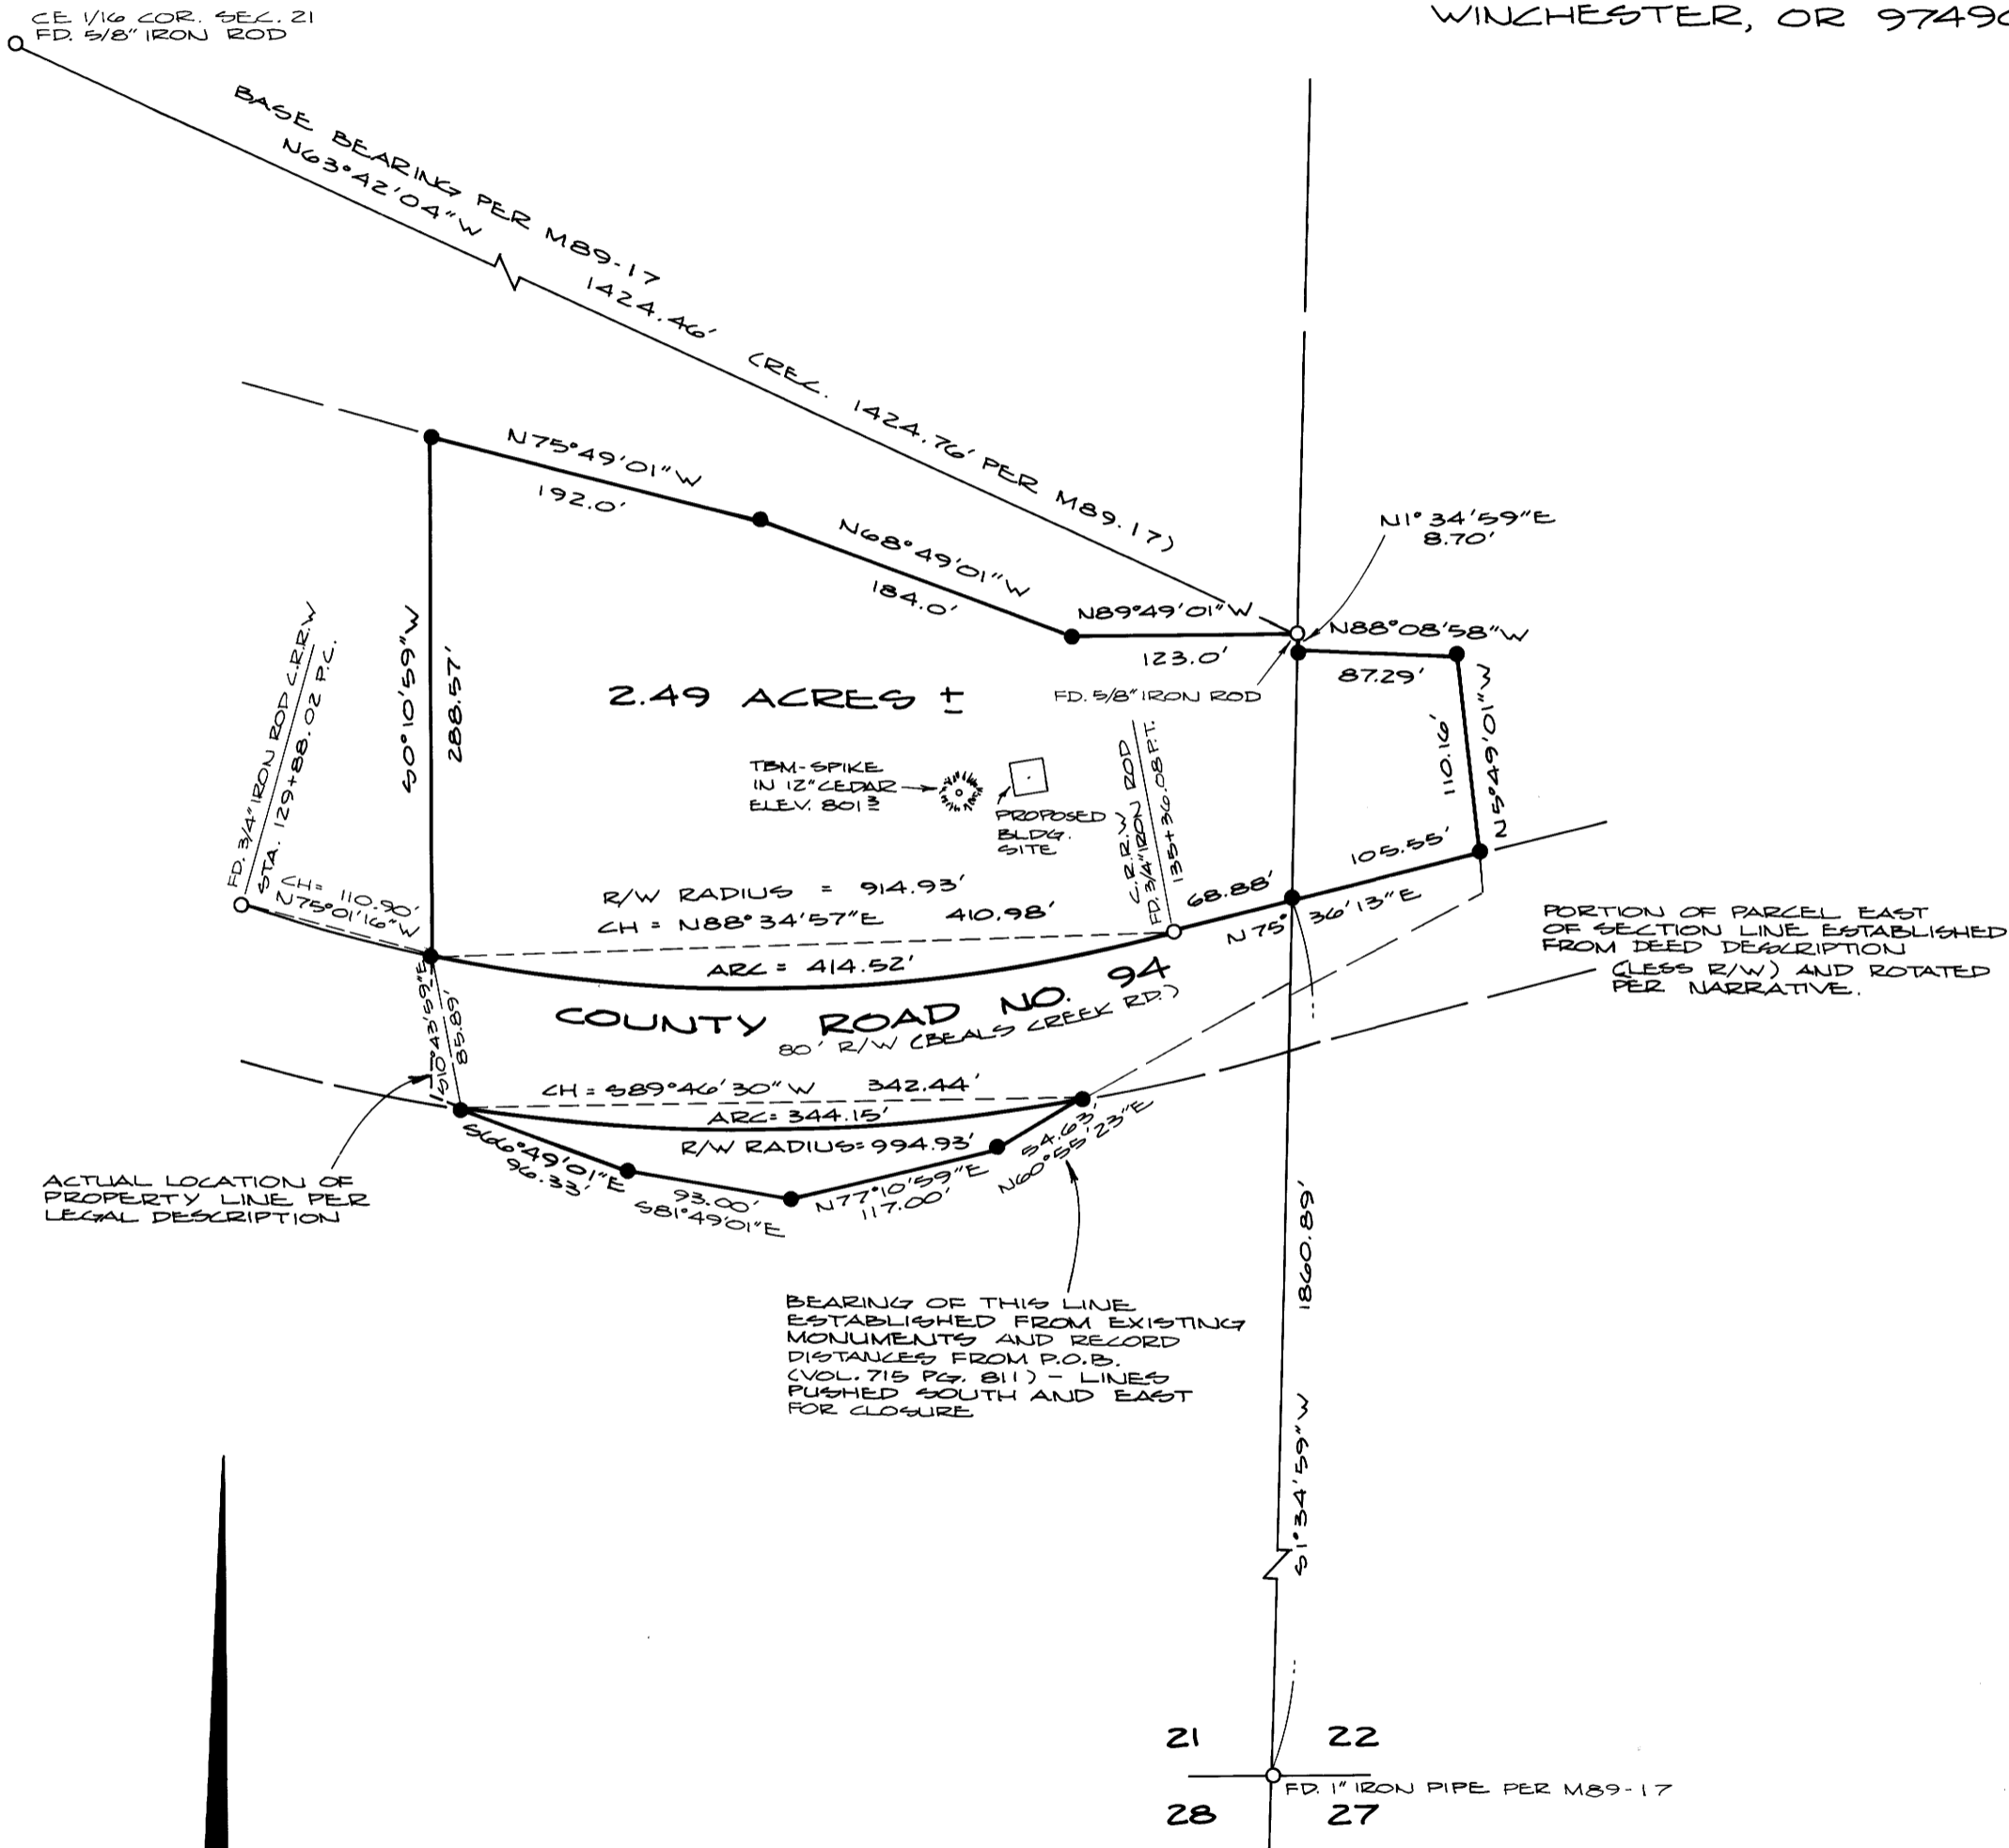 WINCHESTER, OR
CE 1/16 COR. SEC. 21
FD. 5/8" IRON ROD
BASE BEARING PER M89-17
N63°42'04"W
1424.46' (REC. 1424.76' PER M89.17)
N75°49'01"W
192.0'
N68°49'01"W
184.0'
N89°49'01"W
123.0'
N1°34'59"E
8.70'
N88°08'58"W
87.29'
FD. 5/8" IRON ROD
110.16'
N5°49'01"W
S0°10'59"W
288.57'
2.49 ACRES ±
FD. 3/4" IRON ROD C.R.R.W
STA. 129+88.02 P.C.
TBM-SPIKE
IN 12" CEDAR
ELEV. 801 3
PROPOSED
BLDG.
SITE
C.R.R.W
FD. 3/4" IRON ROD
135+36.08 P.T.
105.55'
68.88'
N75° 36'13"E
CH = 110.90'
N75°01'16"W
R/W RADIUS = 914.93'
CH = N88°34'57"E 410.98'
ARC = 414.52'
PORTION OF PARCEL EAST
OF SECTION LINE ESTABLISHED
FROM DEED DESCRIPTION
(LESS R/W) AND ROTATED
PER NARRATIVE.
COUNTY ROAD NO. 94
80' R/W (BEALS CREEK RD.)
S10°43'59"E
85.89'
CH = S89°46'30"W 342.44'
ARC = 344.15'
R/W RADIUS = 994.93'
S66°49'01"E
96.33'
93.00'
S81°49'01"E
N77°10'59"E
117.00'
54.63'
N60°55'23"E
ACTUAL LOCATION OF
PROPERTY LINE PER
LEGAL DESCRIPTION
BEARING OF THIS LINE
ESTABLISHED FROM EXISTING
MONUMENTS AND RECORD
DISTANCES FROM P.O.B.
(VOL. 715 PG. 811) - LINES
PUSHED SOUTH AND EAST
FOR CLOSURE
1860.89'
S1°34'59"W
21 22
FD. 1" IRON PIPE PER M89-17
28 27